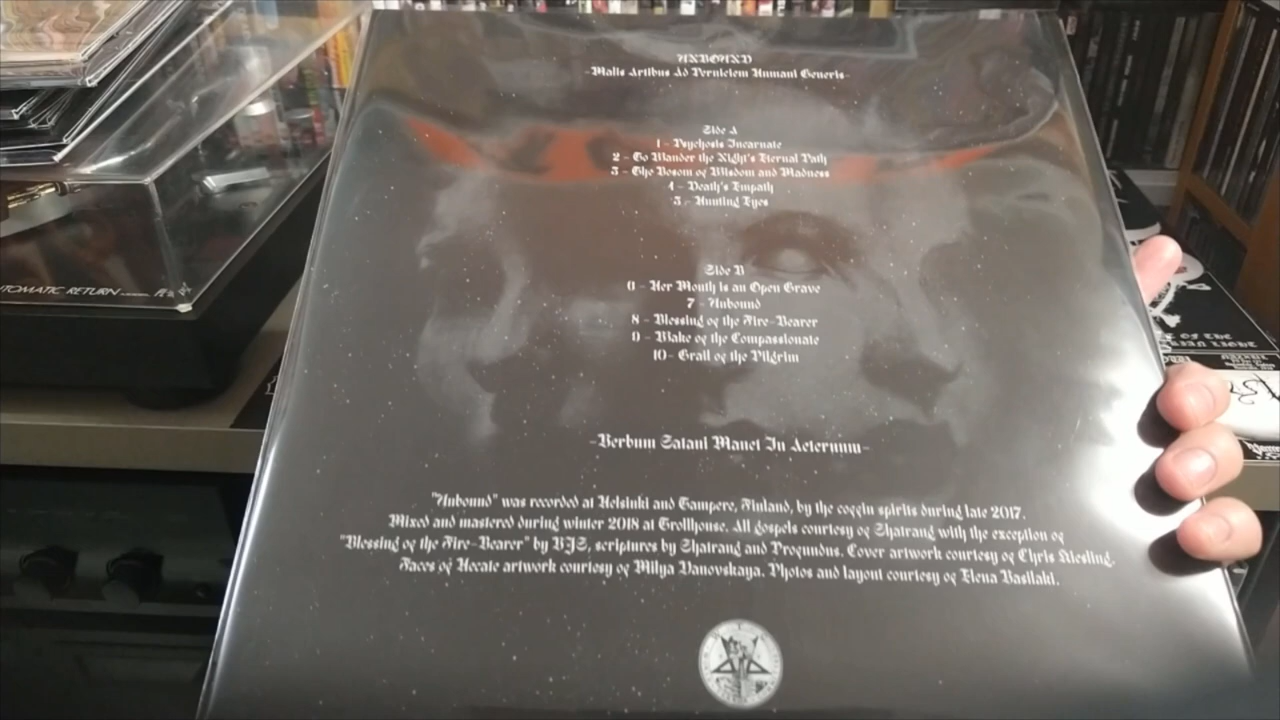 UNBOUND
-Malis Artibus Ad Perniciem Humani Generis-
Side A
1 - Psychosis Incarnate
2 - Go Wander the Night's Eternal Path
3 - The Bosom of Wisdom and Madness
4 - Death's Empath
5 - Hunting Eyes
Side B
6 - Her Mouth is an Open Grave
7 - Unbound
8 - Blessing of the Fire-Bearer
9 - Wake of the Compassionate
10 - Grail of the Pilgrim
-Verbum Satani Manet In Aeternum-
"Unbound" was recorded at Helsinki and Tampere, Finland, by the coffin spirits during late 2017.
Mixed and mastered during winter 2018 at Trollhouse. All gospels courtesy of Shatraug with the exception of
"Blessing of the Fire-Bearer" by BJS, scriptures by Shatraug and Profundus. Cover artwork courtesy of Chris Kiesling.
Faces of Hecate artwork courtesy of Milya Vanovskaya. Photos and layout courtesy of Elena Vasilaki.
AUTOMATIC RETURN